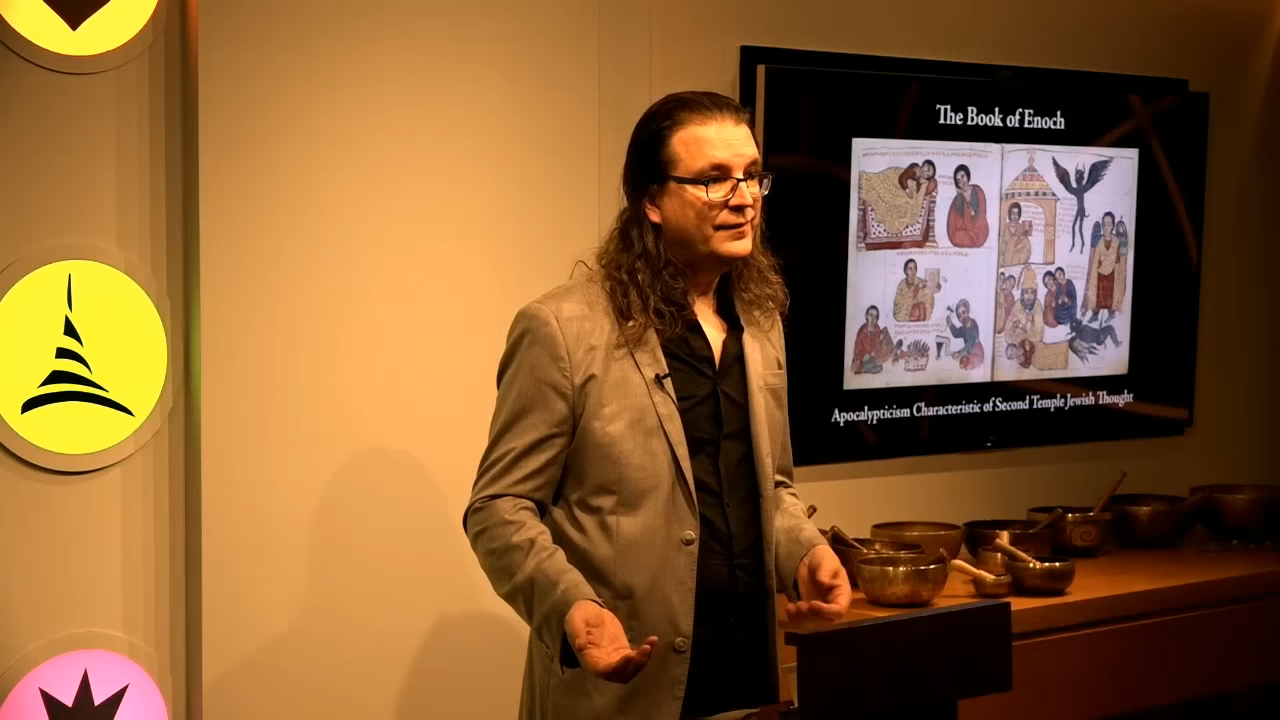 The Book of Enoch
Apocalypticism Characteristic of Second Temple Jewish Thought